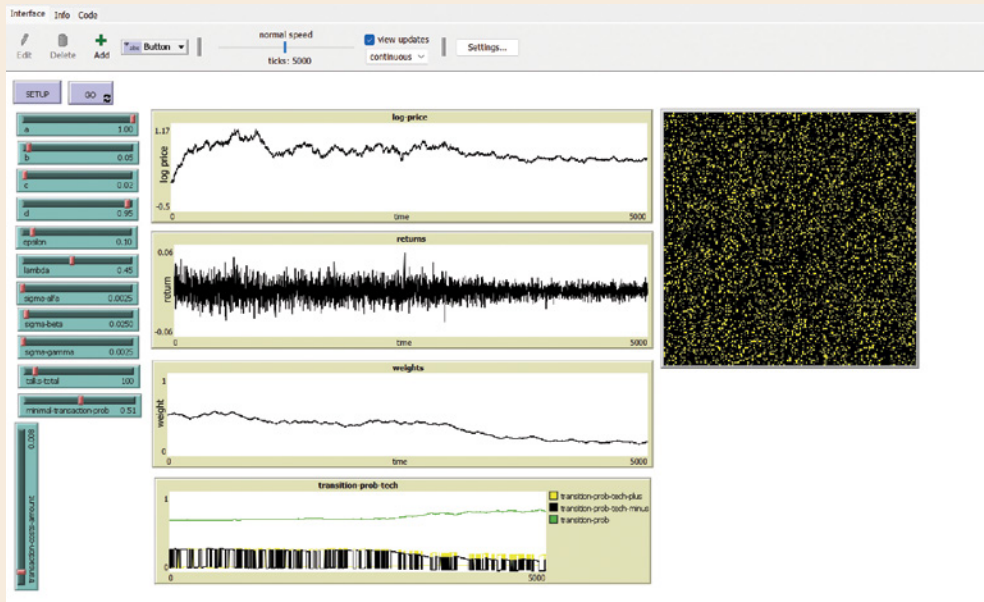 Interface Info Code
Edit Delete Add Button normal speed view updates Settings...
ticks: 5000 continuous
SETUP GO
a 1.00
b 0.05
c
d 0.95
epsilon 0.10
lambda 0.45
sigma-alfa 0.0025
sigma-beta 0.0250
sigma-gamma 0.0025
talks-total 100
minimal-transaction-prob 0.51
transaction-costs-amount 0.008
log-price
1.17
log price
-0.5
0 time 5000
returns
0.06
return
-0.06
0 time 5000
weights
1
weight
0
0 time 5000
transition-prob-tech
1
0
0 5000
transition-prob-tech-plus
transition-prob-tech-minus
transition-prob